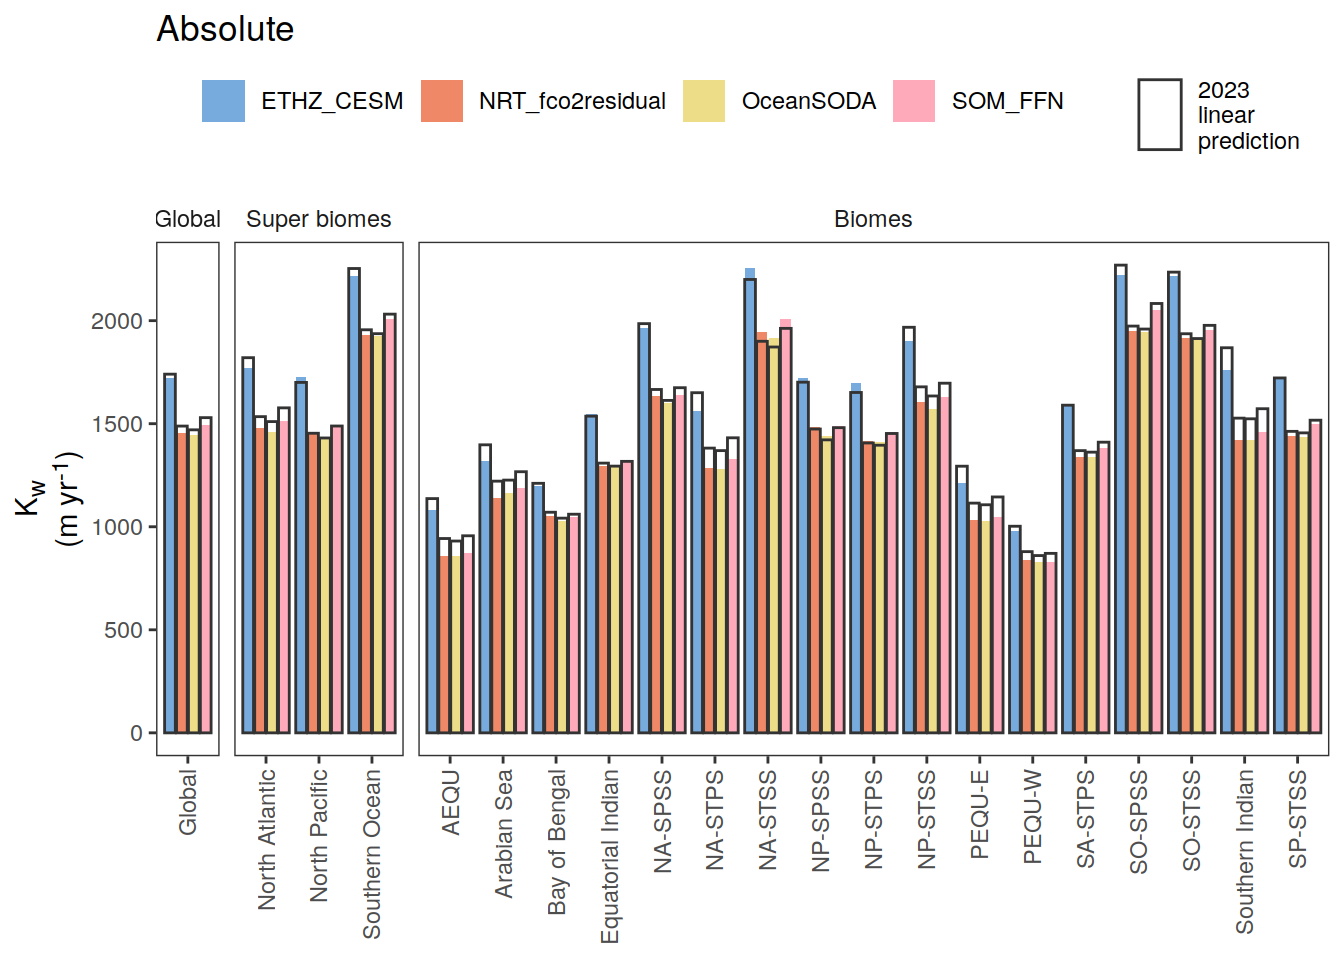 Absolute
ETHZ_CESM
NRT_fco2residual
OceanSODA
SOM_FFN
2023
linear
prediction
Global
Super biomes
Biomes
Kw
(m yr-1)
2000
1500
1000
500
0
Global
North Atlantic
North Pacific
Southern Ocean
AEQU
Arabian Sea
Bay of Bengal
Equatorial Indian
NA-SPSS
NA-STPS
NA-STSS
NP-SPSS
NP-STPS
NP-STSS
PEQU-E
PEQU-W
SA-STPS
SO-SPSS
SO-STSS
Southern Indian
SP-STSS